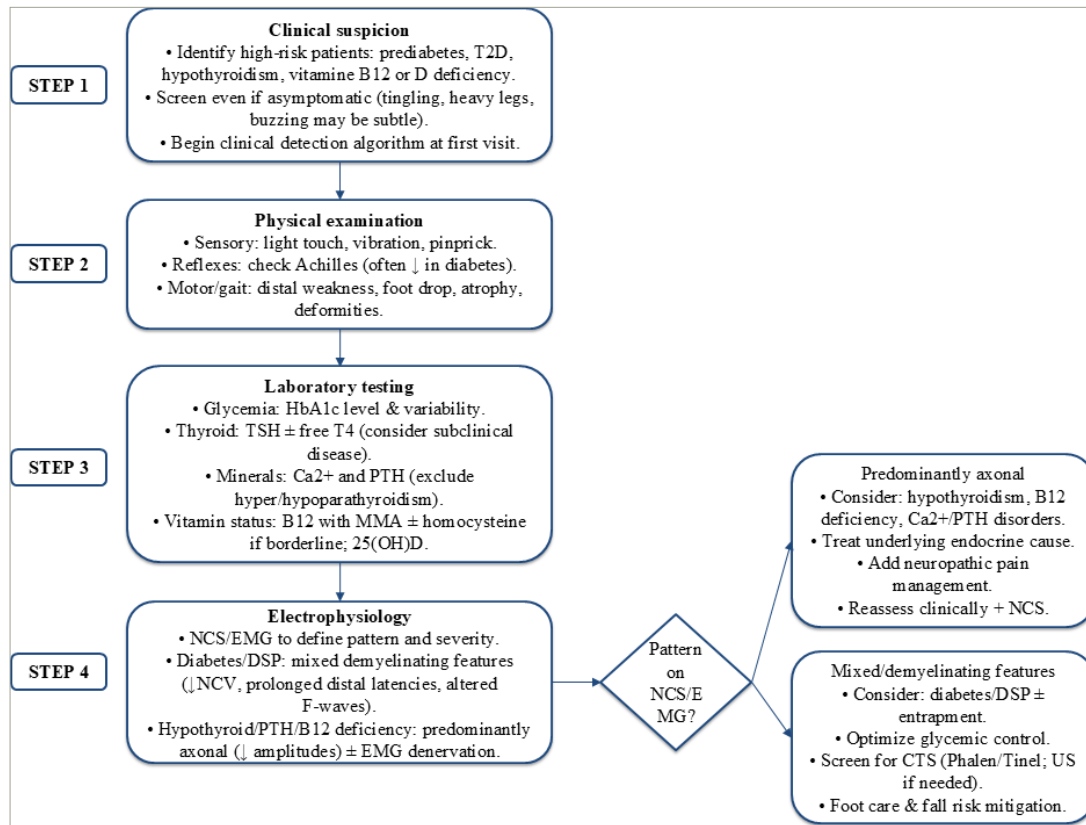 STEP 1
Clinical suspicion
• Identify high-risk patients: prediabetes, T2D,
hypothyroidism, vitamine B12 or D deficiency.
• Screen even if asymptomatic (tingling, heavy legs,
buzzing may be subtle).
• Begin clinical detection algorithm at first visit.
STEP 2
Physical examination
• Sensory: light touch, vibration, pinprick.
• Reflexes: check Achilles (often ↓ in diabetes).
• Motor/gait: distal weakness, foot drop, atrophy,
deformities.
STEP 3
Laboratory testing
• Glycemia: HbA1c level & variability.
• Thyroid: TSH ± free T4 (consider subclinical
disease).
• Minerals: Ca2+ and PTH (exclude
hyper/hypoparathyroidism).
• Vitamin status: B12 with MMA ± homocysteine
if borderline; 25(OH)D.
STEP 4
Electrophysiology
• NCS/EMG to define pattern and severity.
• Diabetes/DSP: mixed demyelinating features
(↓NCV, prolonged distal latencies, altered
F-waves).
• Hypothyroid/PTH/B12 deficiency: predominantly
axonal (↓ amplitudes) ± EMG denervation.
Pattern
on
NCS/E
MG?
Predominantly axonal
• Consider: hypothyroidism, B12
deficiency, Ca2+/PTH disorders.
• Treat underlying endocrine cause.
• Add neuropathic pain
management.
• Reassess clinically + NCS.
Mixed/demyelinating features
• Consider: diabetes/DSP ±
entrapment.
• Optimize glycemic control.
• Screen for CTS (Phalen/Tinel; US
if needed).
• Foot care & fall risk mitigation.